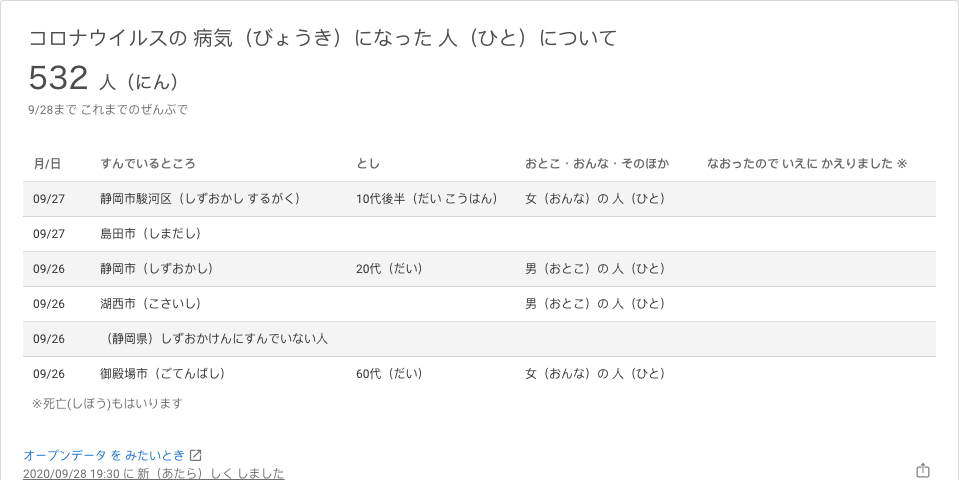 コロナウイルスの 病気（びょうき）になった 人（ひと）について
532 人（にん）
9/28まで これまでのぜんぶで
月/日 すんでいるところ とし おとこ・おんな・そのほか なおったので いえに かえりました ※
09/27 静岡市駿河区（しずおかし するがく） 10代後半（だい こうはん） 女（おんな）の 人（ひと）
09/27 島田市（しまだし）
09/26 静岡市（しずおかし） 20代（だい） 男（おとこ）の 人（ひと）
09/26 湖西市（こさいし） 男（おとこ）の 人（ひと）
09/26 （静岡県）しずおかけんにすんでいない人
09/26 御殿場市（ごてんばし） 60代（だい） 女（おんな）の 人（ひと）
※死亡(しぼう)もはいります
オープンデータ を みたいとき
2020/09/28 19:30 に 新（あたら）しく しました